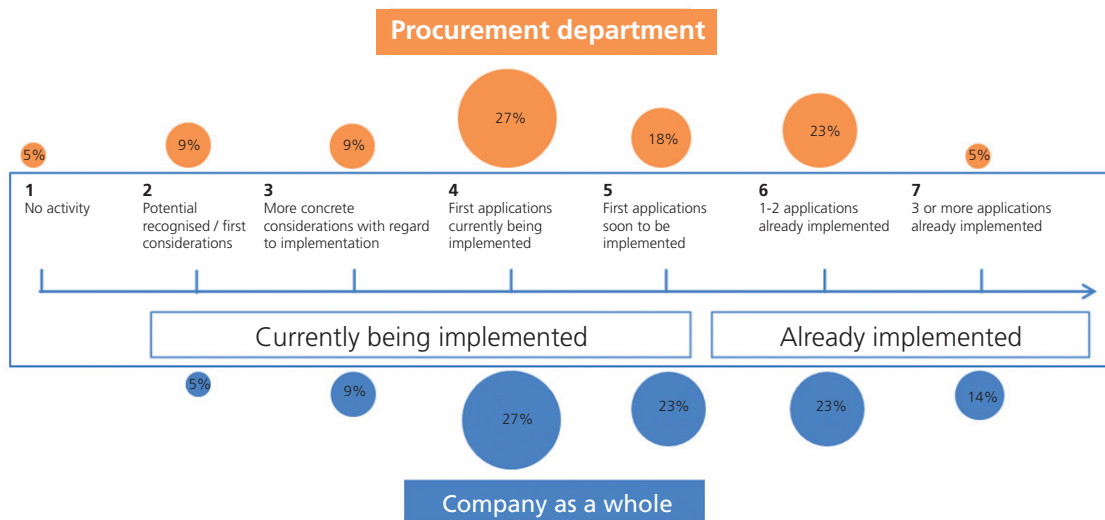 Procurement department
5%
9%
9%
27%
18%
23%
5%
1
No activity
2
Potential
recognised / first
considerations
3
More concrete
considerations with regard
to implementation
4
First applications
currently being
implemented
5
First applications
soon to be
implemented
6
1-2 applications
already implemented
7
3 or more applications
already implemented
Currently being implemented
Already implemented
5%
9%
27%
23%
23%
14%
Company as a whole